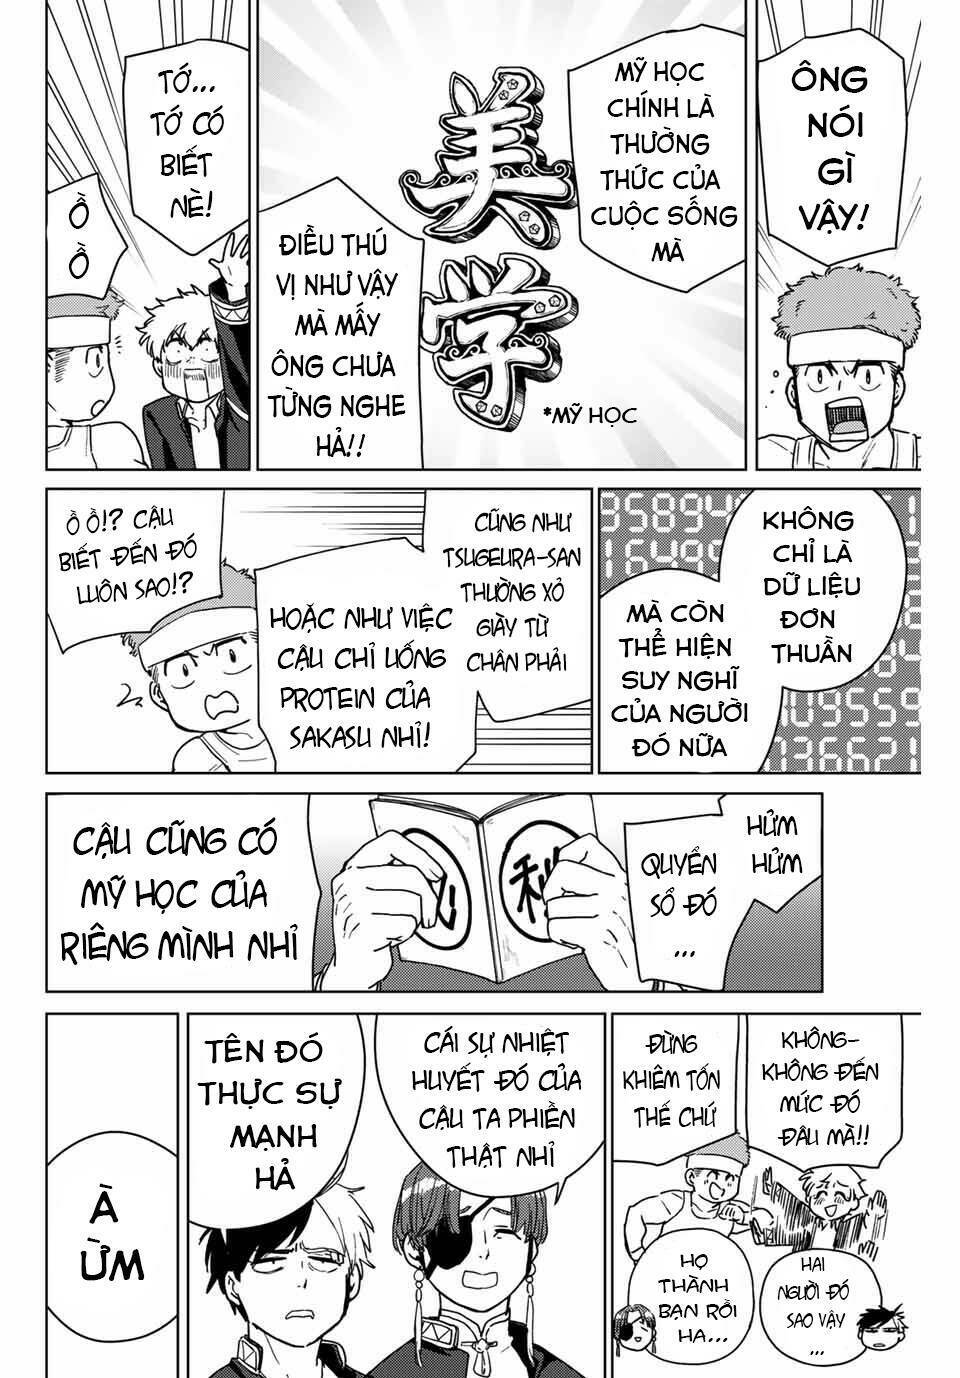 ÔNG
NÓI
GÌ
VẬY!
MỸ HỌC
CHÍNH LÀ
THƯỜNG
THỨC CỦA
CUỘC SỐNG
MÀ
美
学
*MỸ HỌC
ĐIỀU THÚ
VỊ NHƯ VẬY
MÀ MẤY
ÔNG CHƯA
TỪNG NGHE
HẢ!!
TỚ...
TỚ CÓ
BIẾT
NÈ!
Ồ
Ồ
KHÔNG
CHỈ LÀ
DỮ LIỆU
ĐƠN
THUẦN
MÀ CÒN
THỂ HIỆN
SUY NGHĨ
CỦA NGƯỜI
ĐÓ NỮA
CŨNG NHƯ
TSUGEURA-SAN
THƯỜNG XỎ
GIÀY TỪ
CHÂN PHẢI
HOẶC NHƯ VIỆC
CẬU CHỈ UỐNG
PROTEIN CỦA
SAKASU NHỈ!
Ồ Ồ!? CẬU
BIẾT ĐẾN ĐÓ
LUÔN SAO!?
HỬM
HỬM
QUYỂN
SỔ ĐÓ
...
CẬU CŨNG CÓ
MỸ HỌC CỦA
RIÊNG MÌNH NHỈ
KHÔNG-
KHÔNG ĐẾN
MỨC ĐÓ
ĐÂU MÀ!!
ĐỪNG
KHIÊM TỐN
THẾ CHỨ
HAI
NGƯỜI ĐÓ
SAO VẬY
...
HỌ
THÀNH
BẠN RỒI
HA...
CÁI SỰ NHIỆT
HUYẾT ĐÓ CỦA
CẬU TA PHIỀN
THẬT NHỈ
TÊN ĐÓ
THỰC SỰ
MẠNH
HẢ
À
ỪM